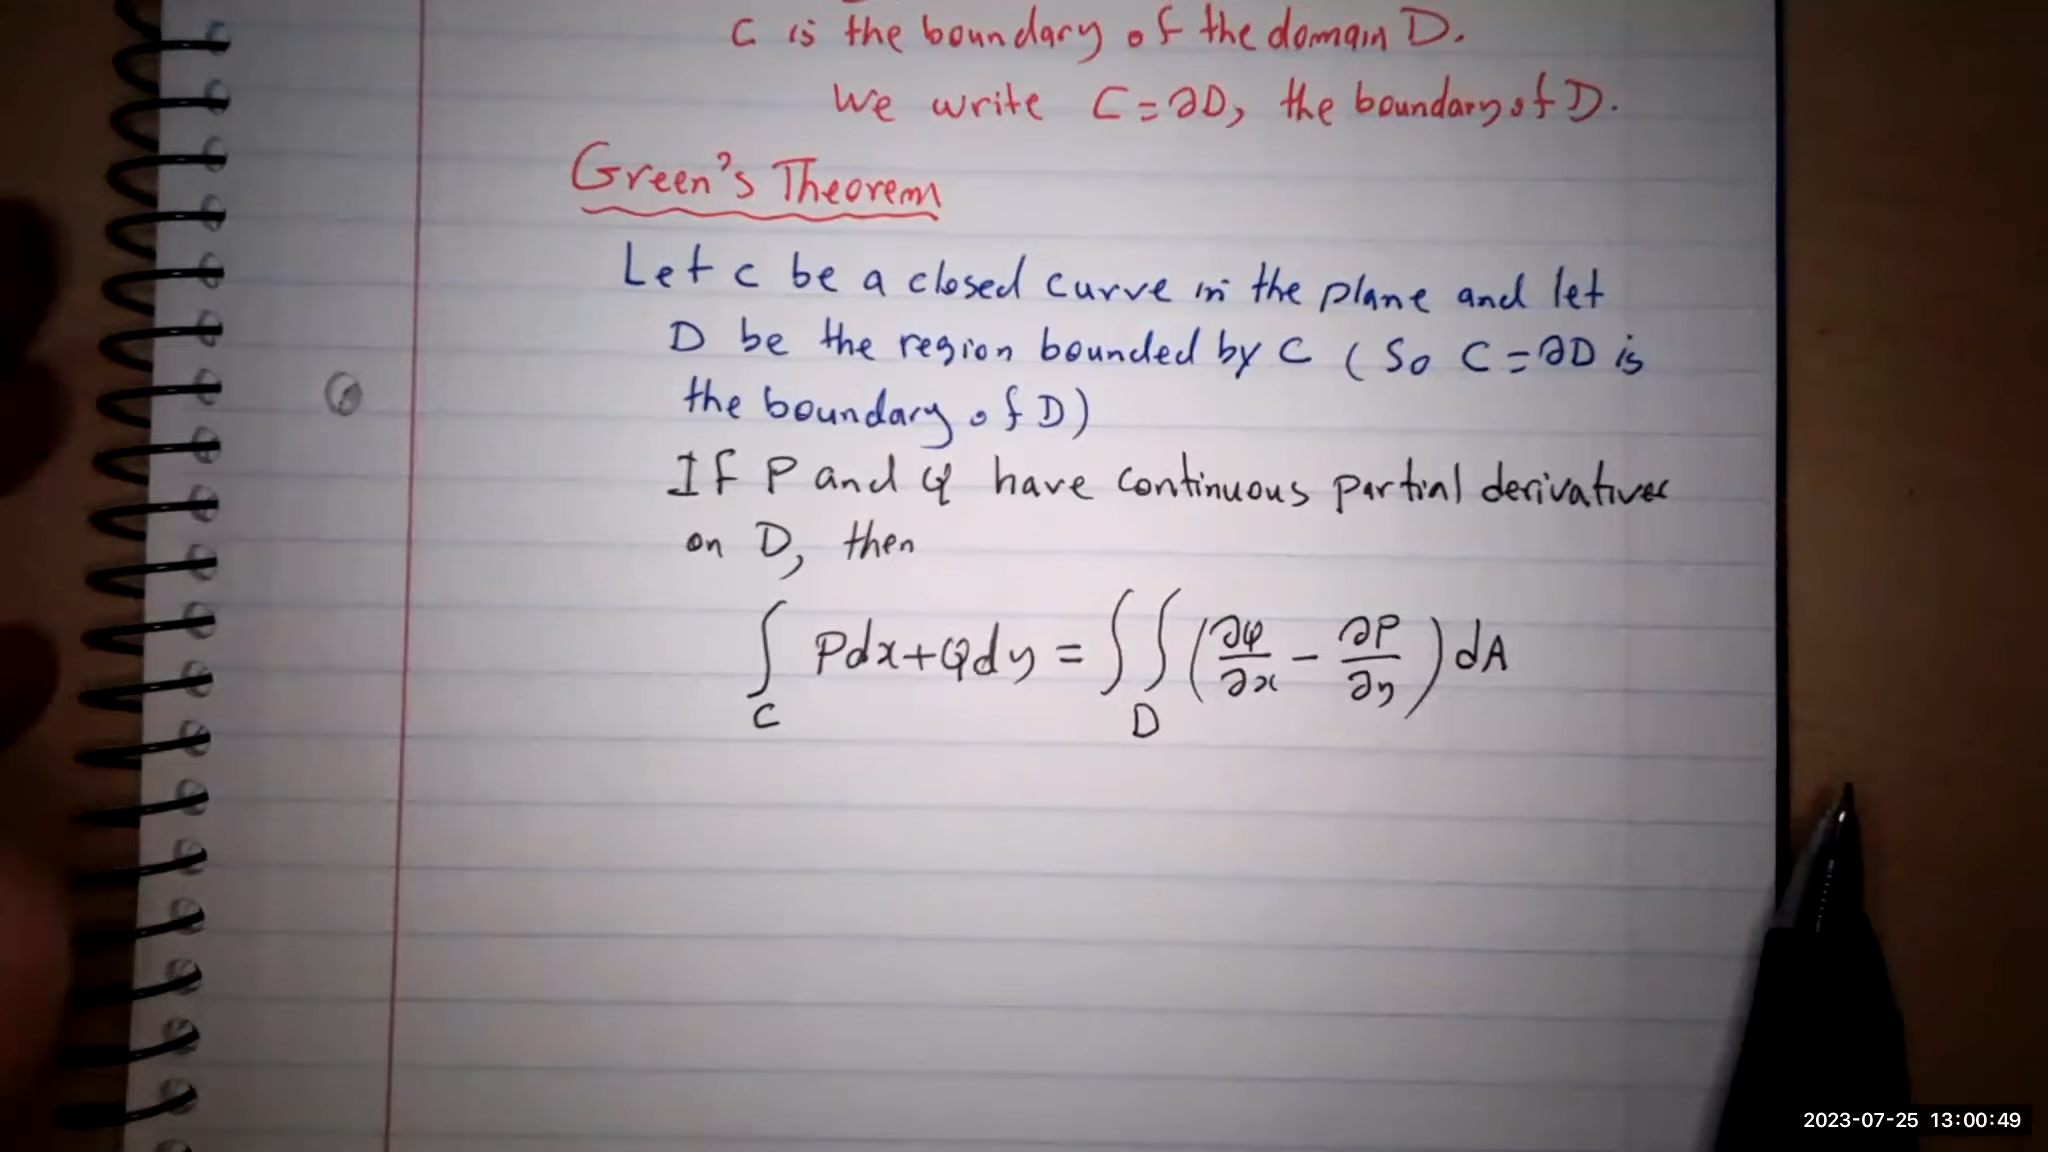 C is the boundary of the domain D.
We write C = ∂D, the boundary of D.
Green's Theorem
Let C be a closed curve in the plane and let
D be the region bounded by C (So C = ∂D is
the boundary of D)
If P and Q have continuous partial derivatives
on D, then
∫_C Pdx+Qdy = ∫∫_D (∂Q/∂x - ∂P/∂y) dA
2023-07-25 13:00:49